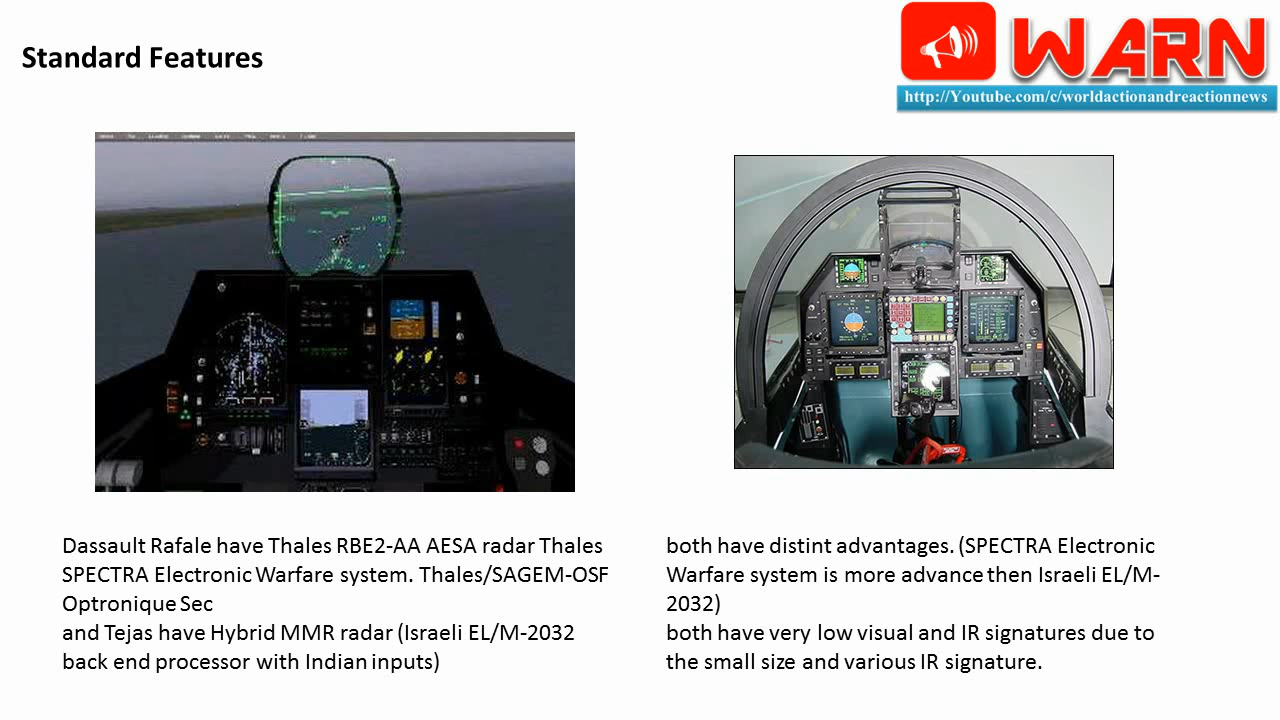 Standard Features
WARN
http://Youtube.com/c/worldactionandreactionnews
Dassault Rafale have Thales RBE2-AA AESA radar Thales
SPECTRA Electronic Warfare system. Thales/SAGEM-OSF
Optronique Sec
and Tejas have Hybrid MMR radar (Israeli EL/M-2032
back end processor with Indian inputs)
both have distint advantages. (SPECTRA Electronic
Warfare system is more advance then Israeli EL/M-
2032)
both have very low visual and IR signatures due to
the small size and various IR signature.